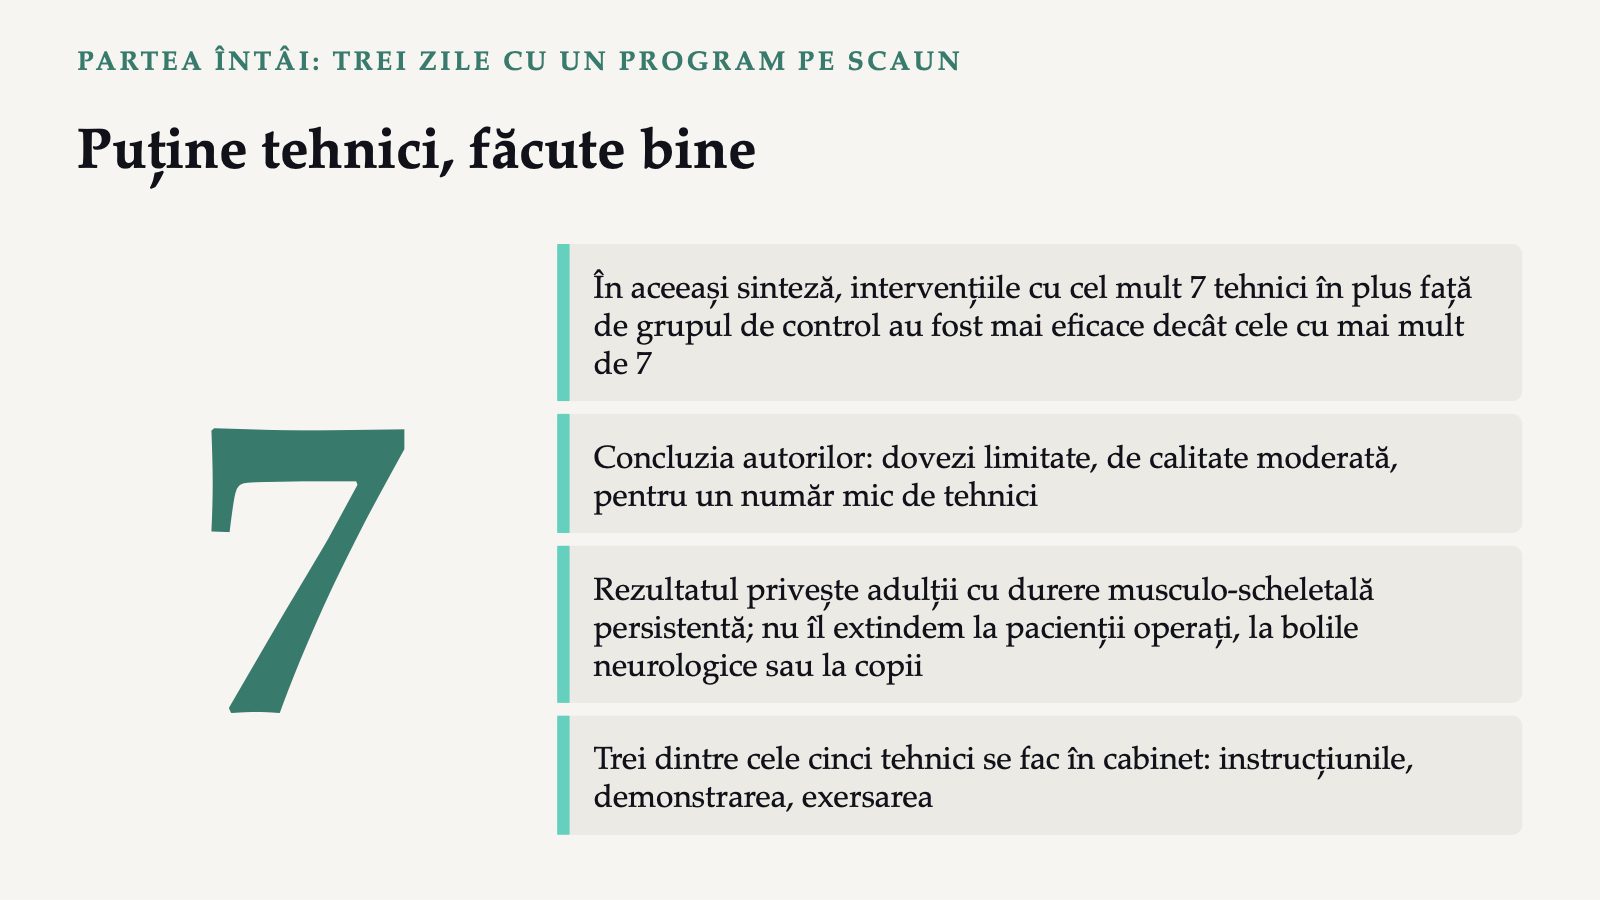 PARTEA ÎNTÂI: TREI ZILE CU UN PROGRAM PE SCAUN
Puține tehnici, făcute bine
7
În aceeași sinteză, intervențiile cu cel mult 7 tehnici în plus față
de grupul de control au fost mai eficace decât cele cu mai mult
de 7
Concluzia autorilor: dovezi limitate, de calitate moderată,
pentru un număr mic de tehnici
Rezultatul privește adulții cu durere musculo-scheletală
persistentă; nu îl extindem la pacienții operați, la bolile
neurologice sau la copii
Trei dintre cele cinci tehnici se fac în cabinet: instrucțiunile,
demonstrarea, exersarea